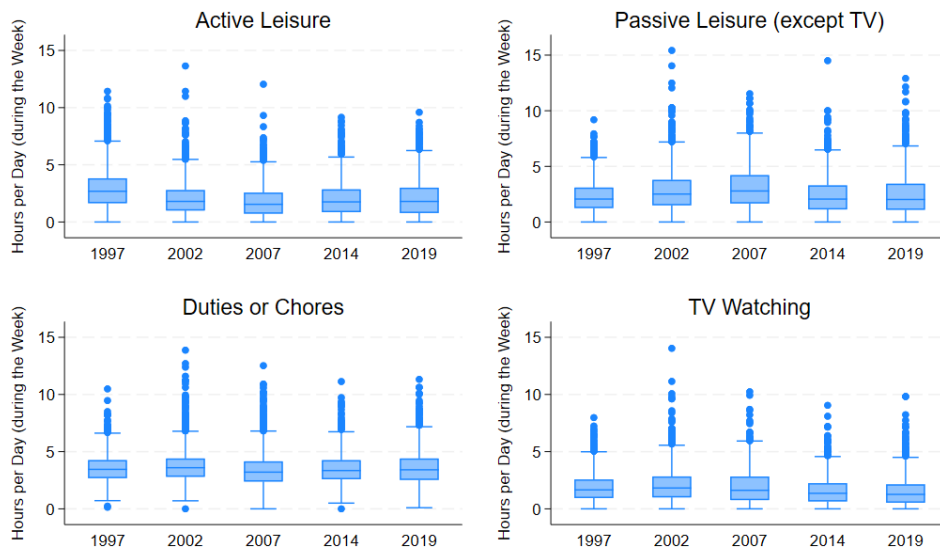 Active Leisure
Hours per Day (during the Week)
15
10
5
0
1997 2002 2007 2014 2019
Passive Leisure (except TV)
Hours per Day (during the Week)
15
10
5
0
1997 2002 2007 2014 2019
Duties or Chores
Hours per Day (during the Week)
15
10
5
0
1997 2002 2007 2014 2019
TV Watching
Hours per Day (during the Week)
15
10
5
0
1997 2002 2007 2014 2019